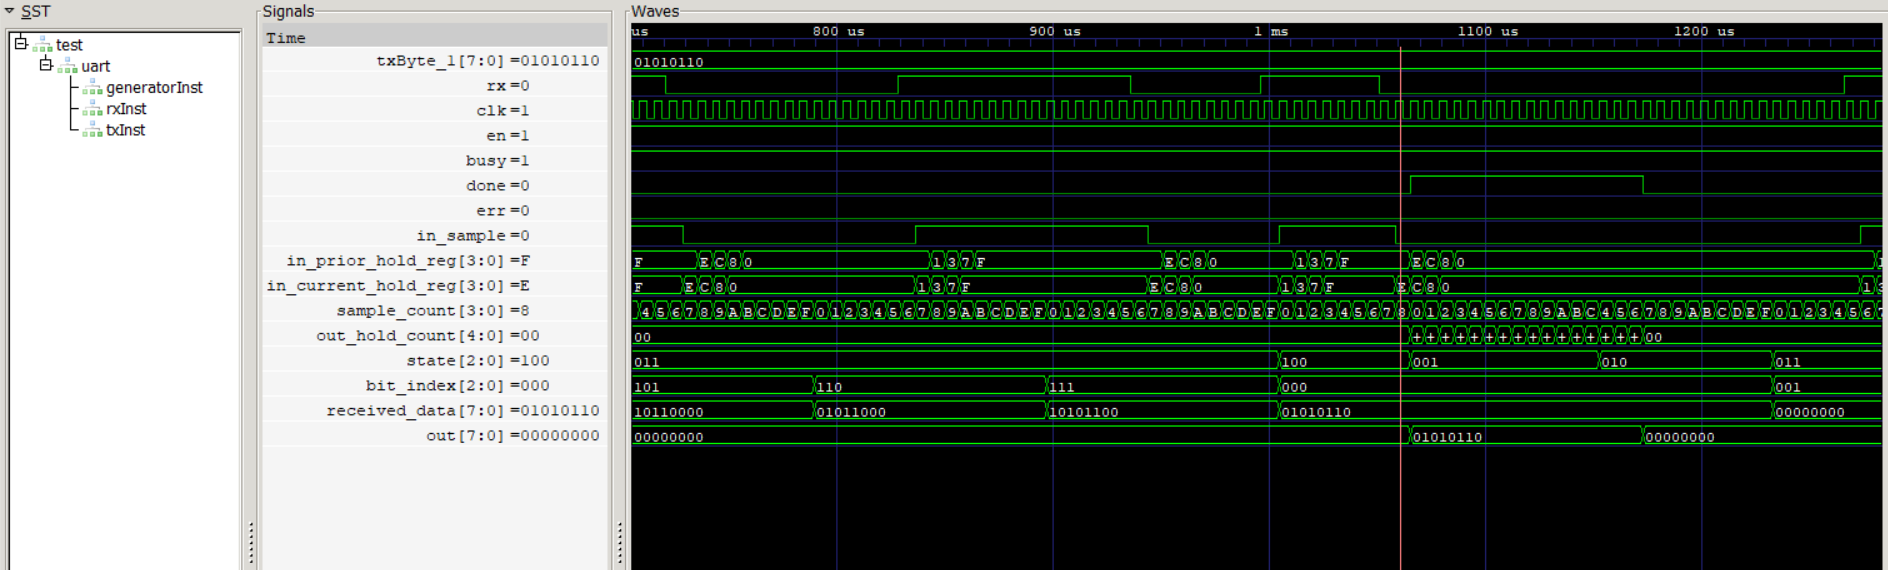 SST
test
uart
generatorInst
rxInst
txInst
Signals
Time
txByte_1[7:0] =01010110
rx=0
clk=1
en=1
busy=1
done=0
err=0
in_sample=0
in_prior_hold_reg[3:0]=F
in_current_hold_reg[3:0]=E
sample_count[3:0]=8
out_hold_count[4:0]=00
state[2:0]=100
bit_index[2:0]=000
received_data[7:0]=01010110
out[7:0]=00000000
Waves
us 800 us 900 us 1 ms 1100 us 1200 us
01010110
F E C 8 0 1 3 7 F E C 8 0 1 3 7 F E C 8 0
F E C 8 0 1 3 7 F E C 8 0 1 3 7 F E C 8 0 1
4 5 6 7 8 9 A B C D E F 0 1 2 3 4 5 6 7 8 9 A B C D E F 0 1 2 3 4 5 6 7 8 9 A B C D E F 0 1 2 3 4 5 6 7 8 0 1 2 3 4 5 6 7 8 9 A B C 4 5 6 7 8 9 A B C D E F 0 1 2 3 4 5 6
00 + + + + + + + + + + + + + + + + 00
011 100 001 010 011
101 110 111 000 001
10110000 01011000 10101100 01010110 00000000
00000000 01010110 00000000